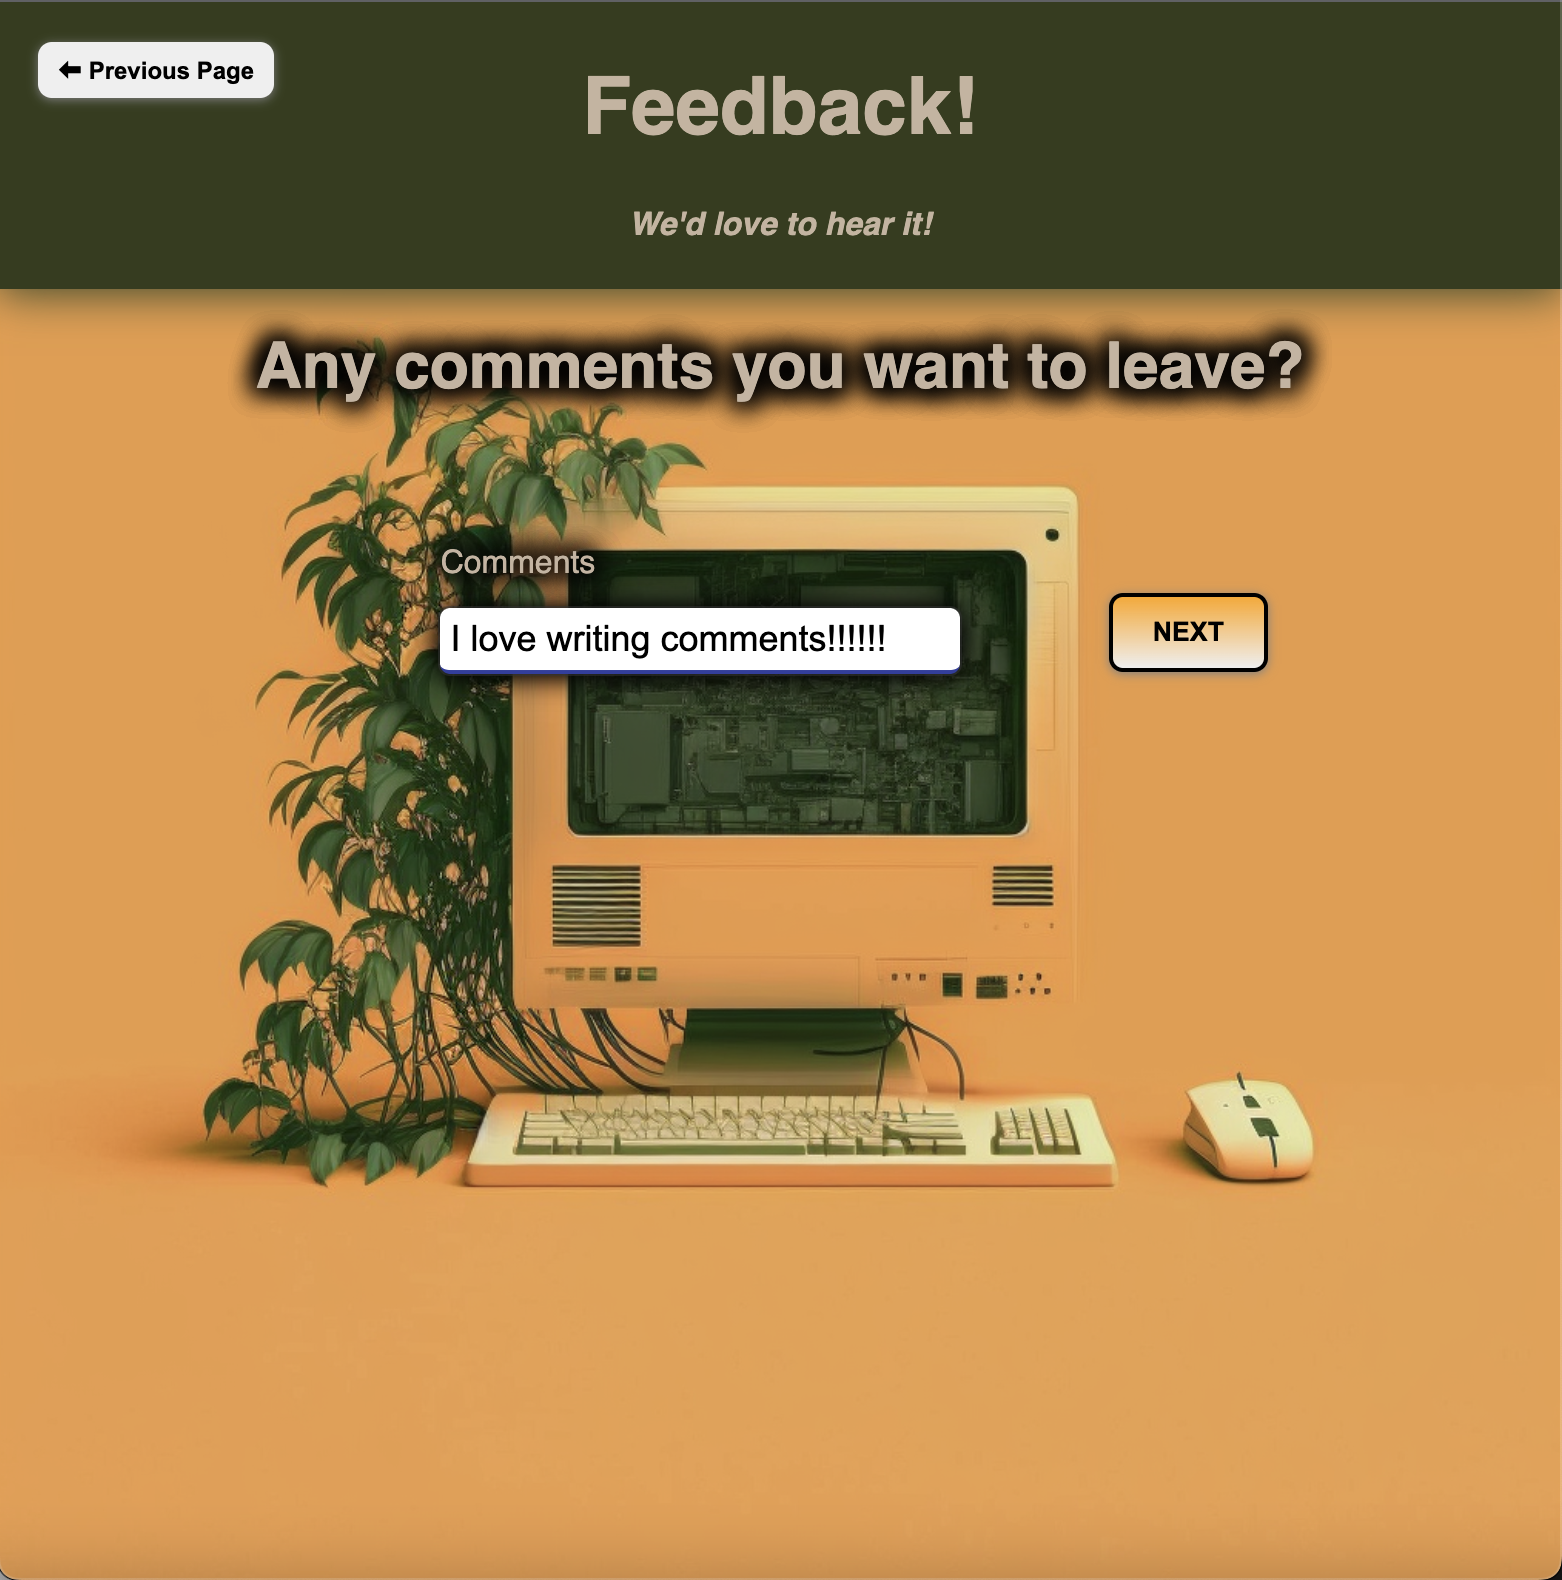 ⬅ Previous Page
Feedback!
We'd love to hear it!
Any comments you want to leave?
Comments
I love writing comments!!!!!!
NEXT